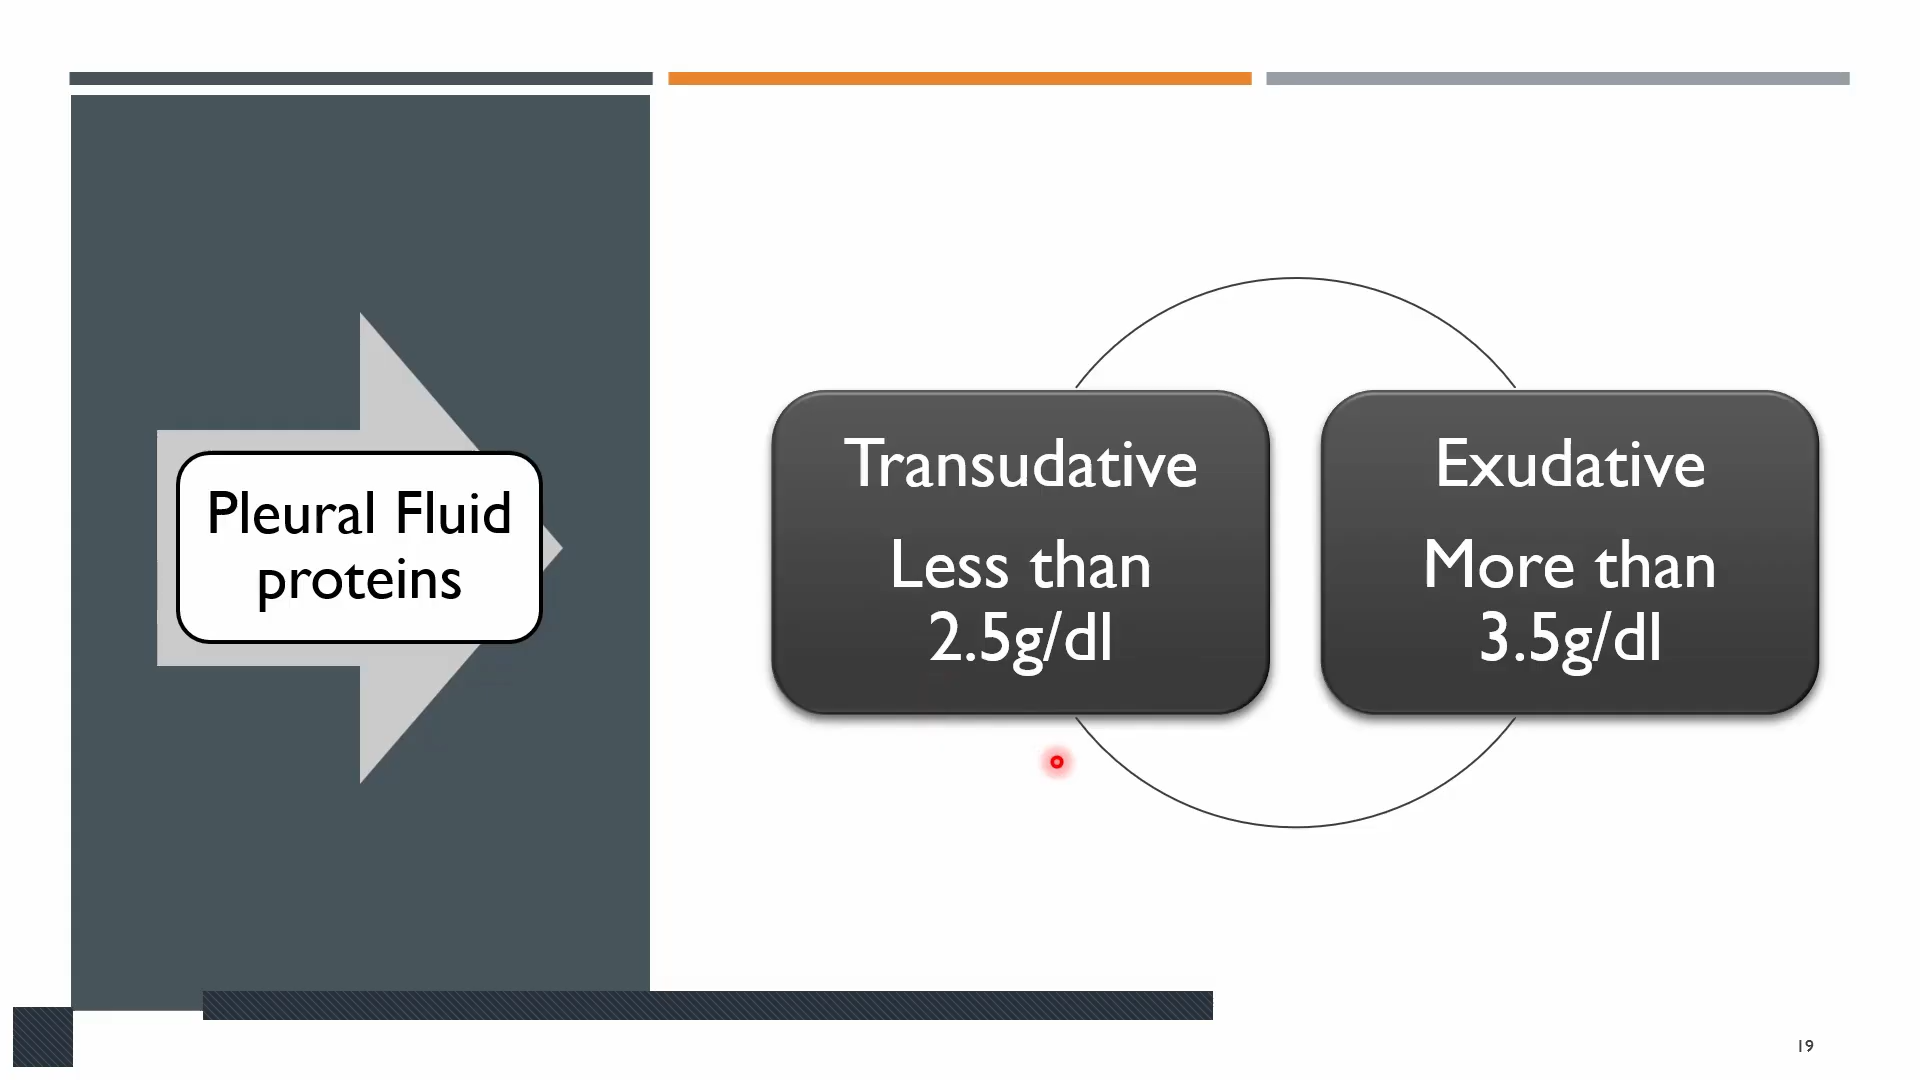 Pleural Fluid
proteins
Transudative
Less than
2.5g/dl
Exudative
More than
3.5g/dl
19